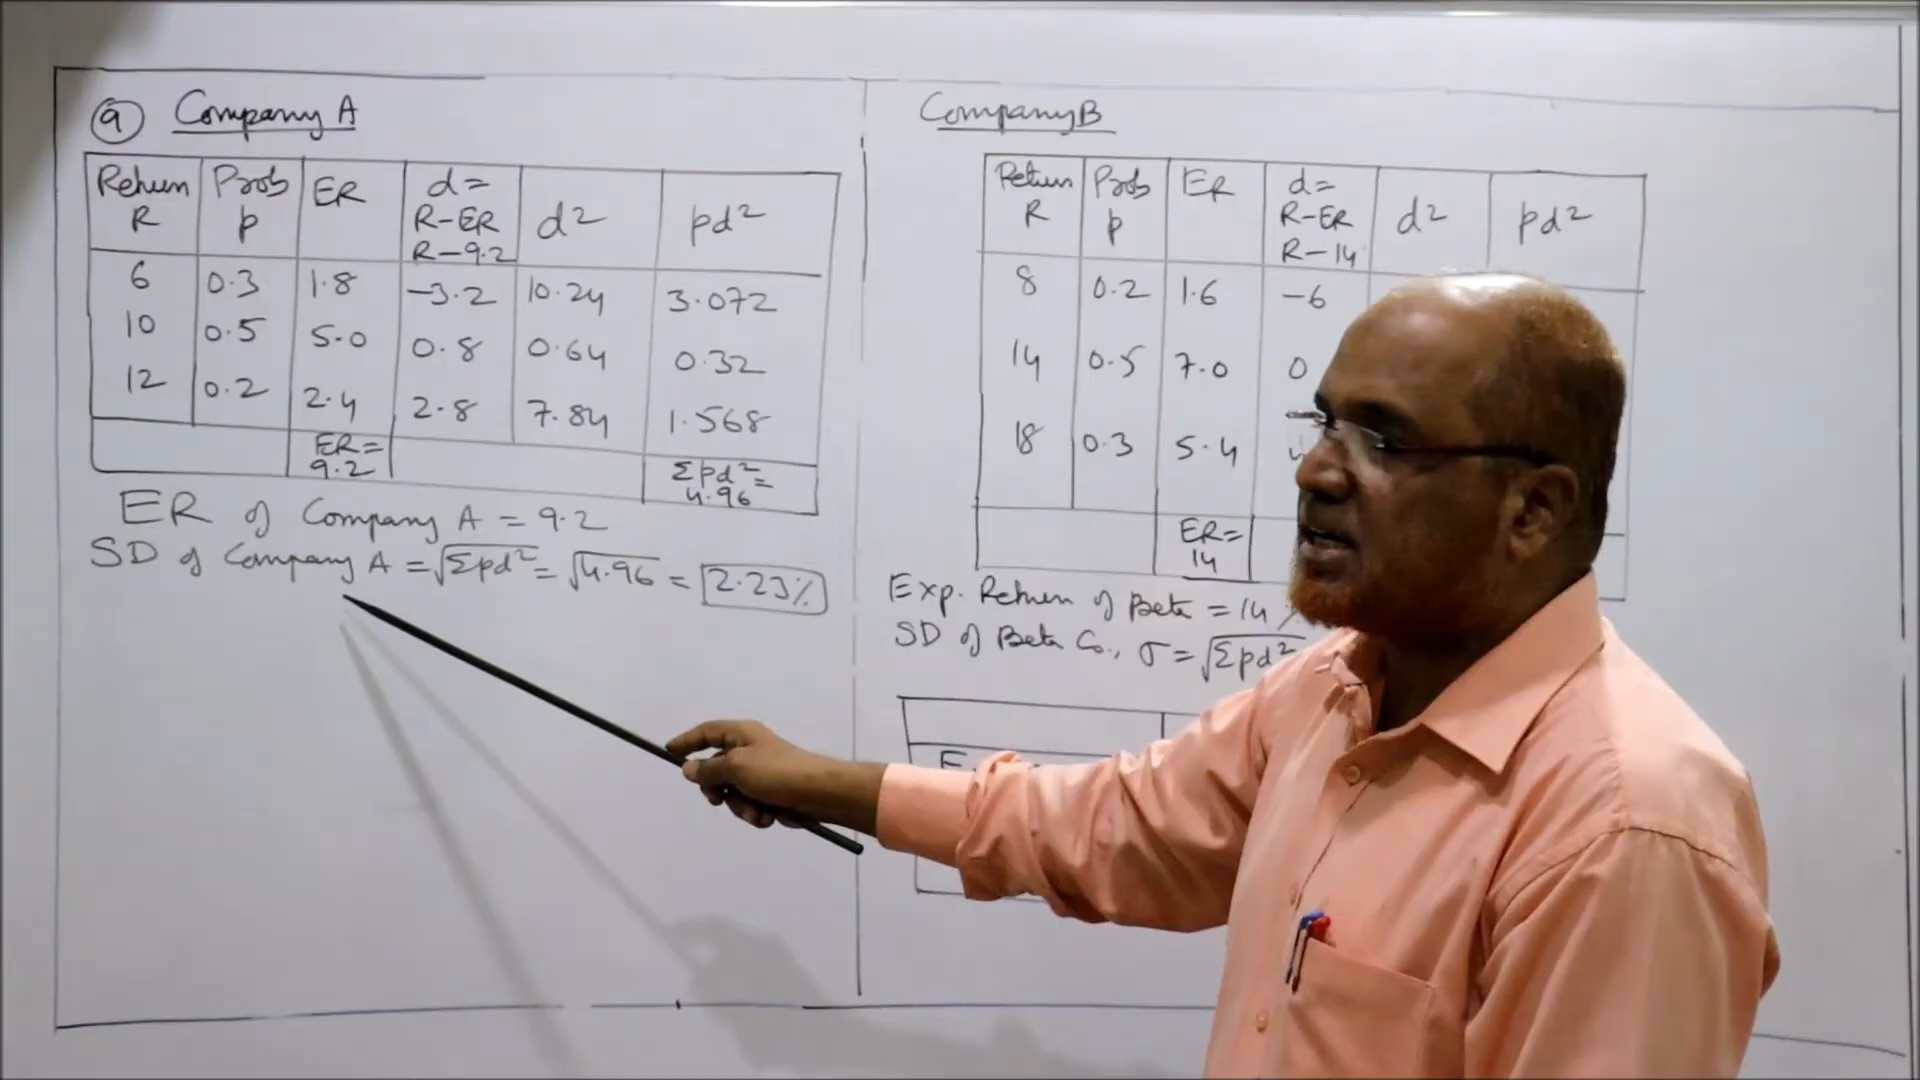 a Company A
Return R Prob p ER d = R-ER R-9.2 d2 pd2
6 0.3 1.8 -3.2 10.24 3.072
10 0.5 5.0 0.8 0.64 0.32
12 0.2 2.4 2.8 7.84 1.568
ER = 9.2 Σpd2 = 4.96
ER of Company A = 9.2
SD of Company A = √Σpd2 = √4.96 = 2.23%
Company B
Return R Prob p ER d = R-ER R-14 d2 pd2
8 0.2 1.6 -6
14 0.5 7.0 0
18 0.3 5.4
ER = 14
Exp. Return of Beta = 14
SD of Beta Co., σ = √Σpd2